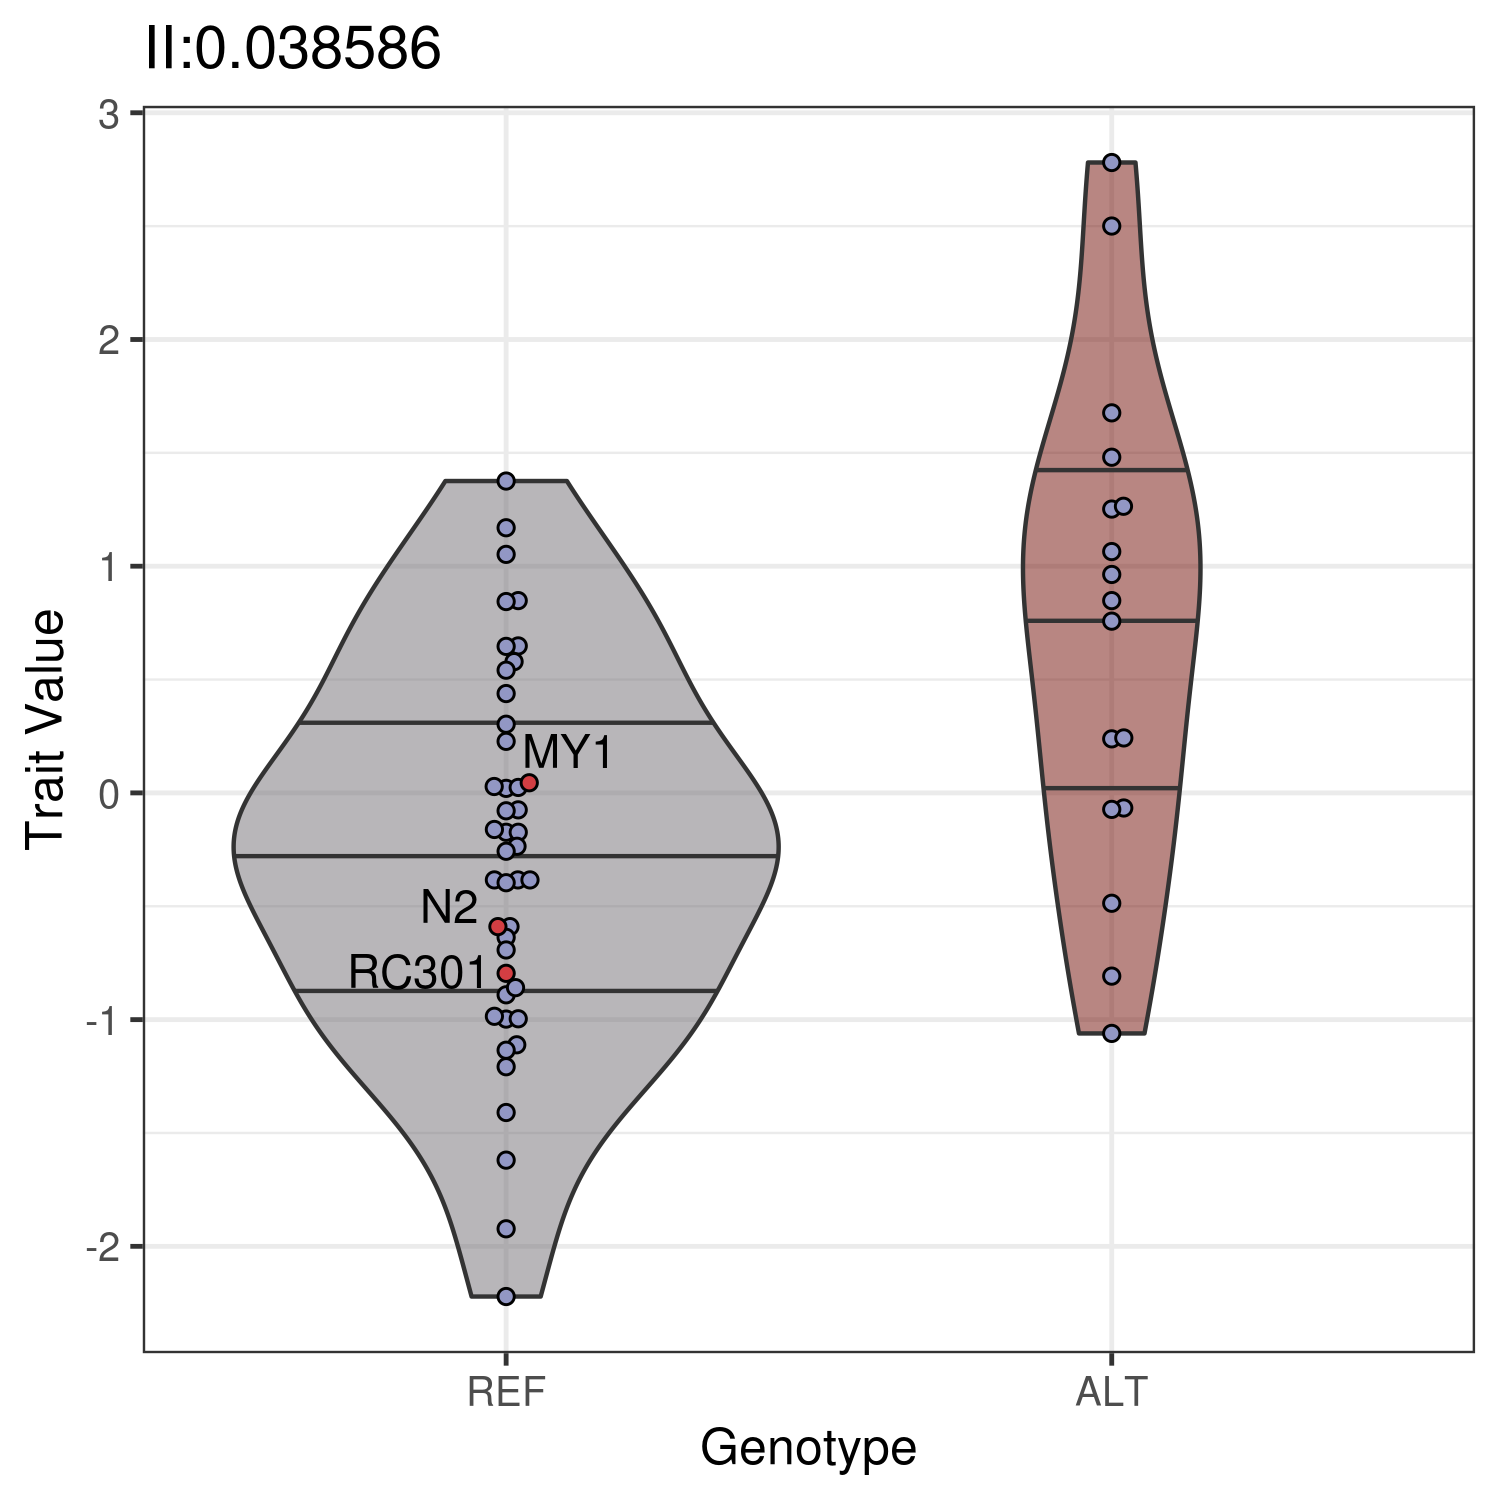 II:0.038586
3
2
1
0
-1
-2
Trait Value
MY1
N2
RC301
REF
ALT
Genotype